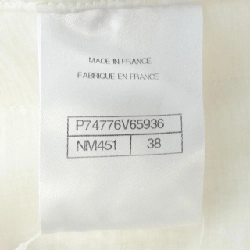 MADE IN FRANCE
FABRIQUE EN FRANCE
P74776V65936
NM451 38